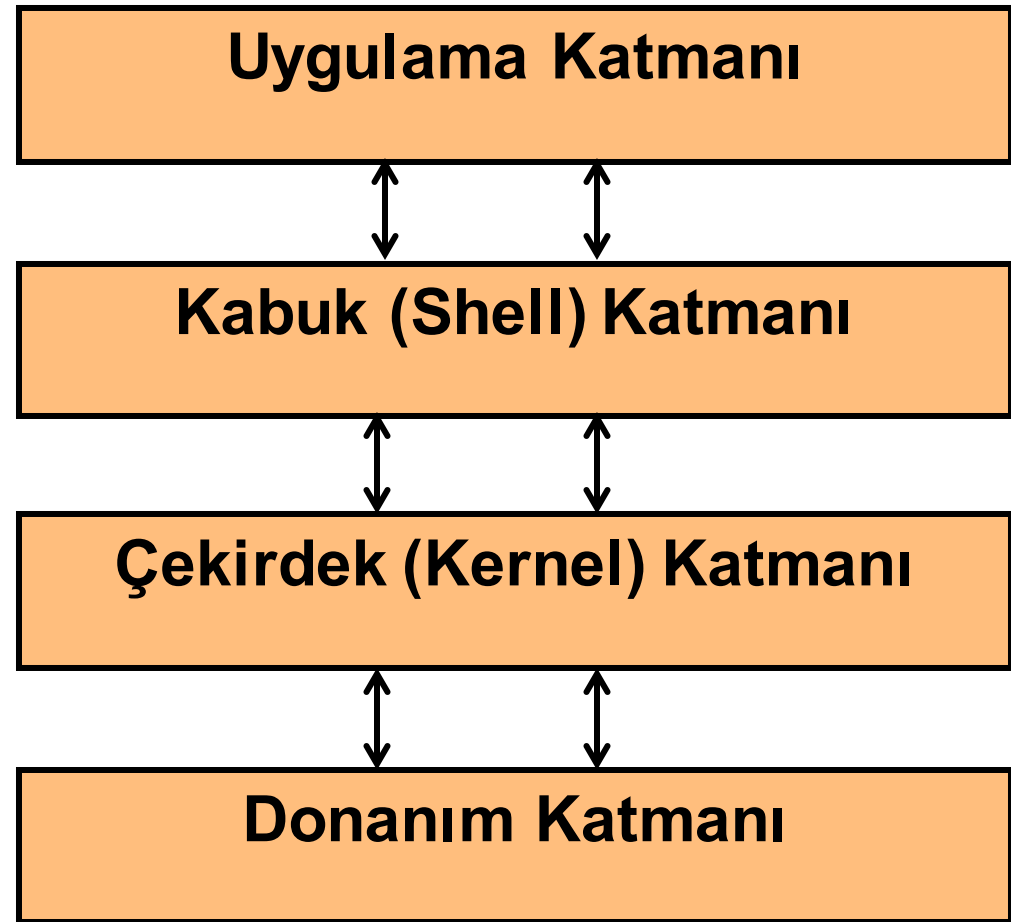 Uygulama Katmanı
Kabuk (Shell) Katmanı
Çekirdek (Kernel) Katmanı
Donanım Katmanı